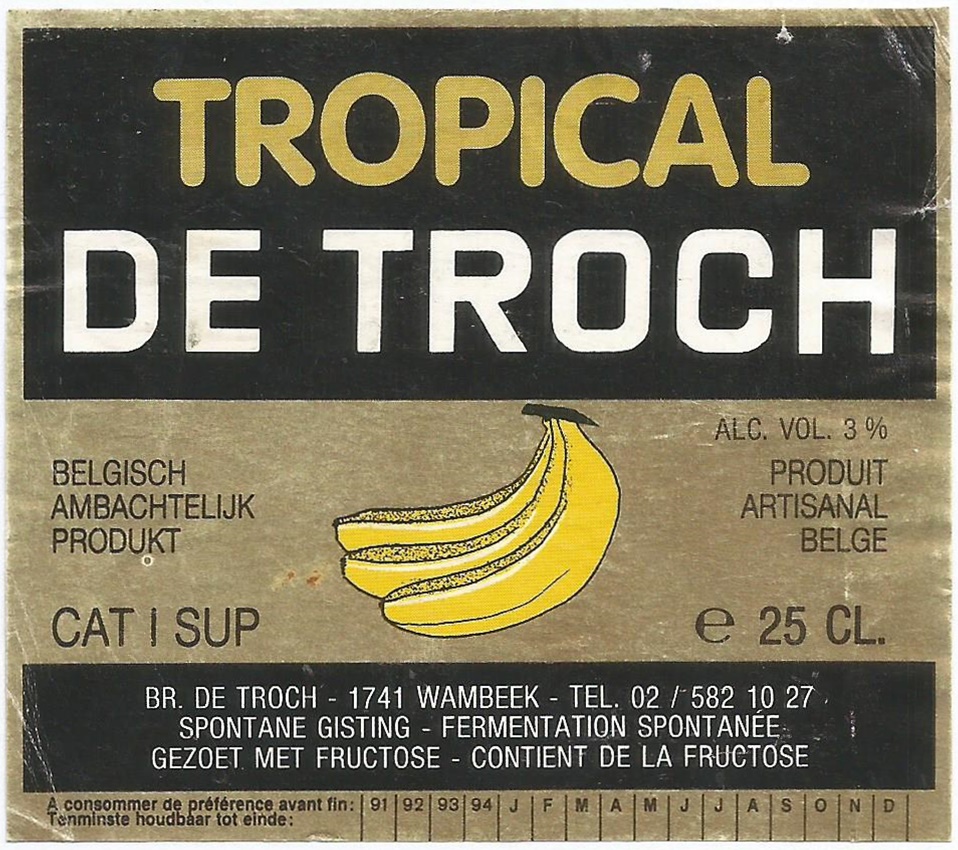 TROPICAL
DE TROCH
ALC. VOL. 3 %
BELGISCH
AMBACHTELIJK
PRODUKT
PRODUIT
ARTISANAL
BELGE
CAT I SUP
℮ 25 CL.
BR. DE TROCH - 1741 WAMBEEK - TEL. 02 / 582 10 27
SPONTANE GISTING - FERMENTATION SPONTANÉE
GEZOET MET FRUCTOSE - CONTIENT DE LA FRUCTOSE
A consommer de préférence avant fin: | 91 | 92 | 93 | 94 | J | F | M | A | M | J | J | A | S | O | N | D |
Tenminste houdbaar tot einde: